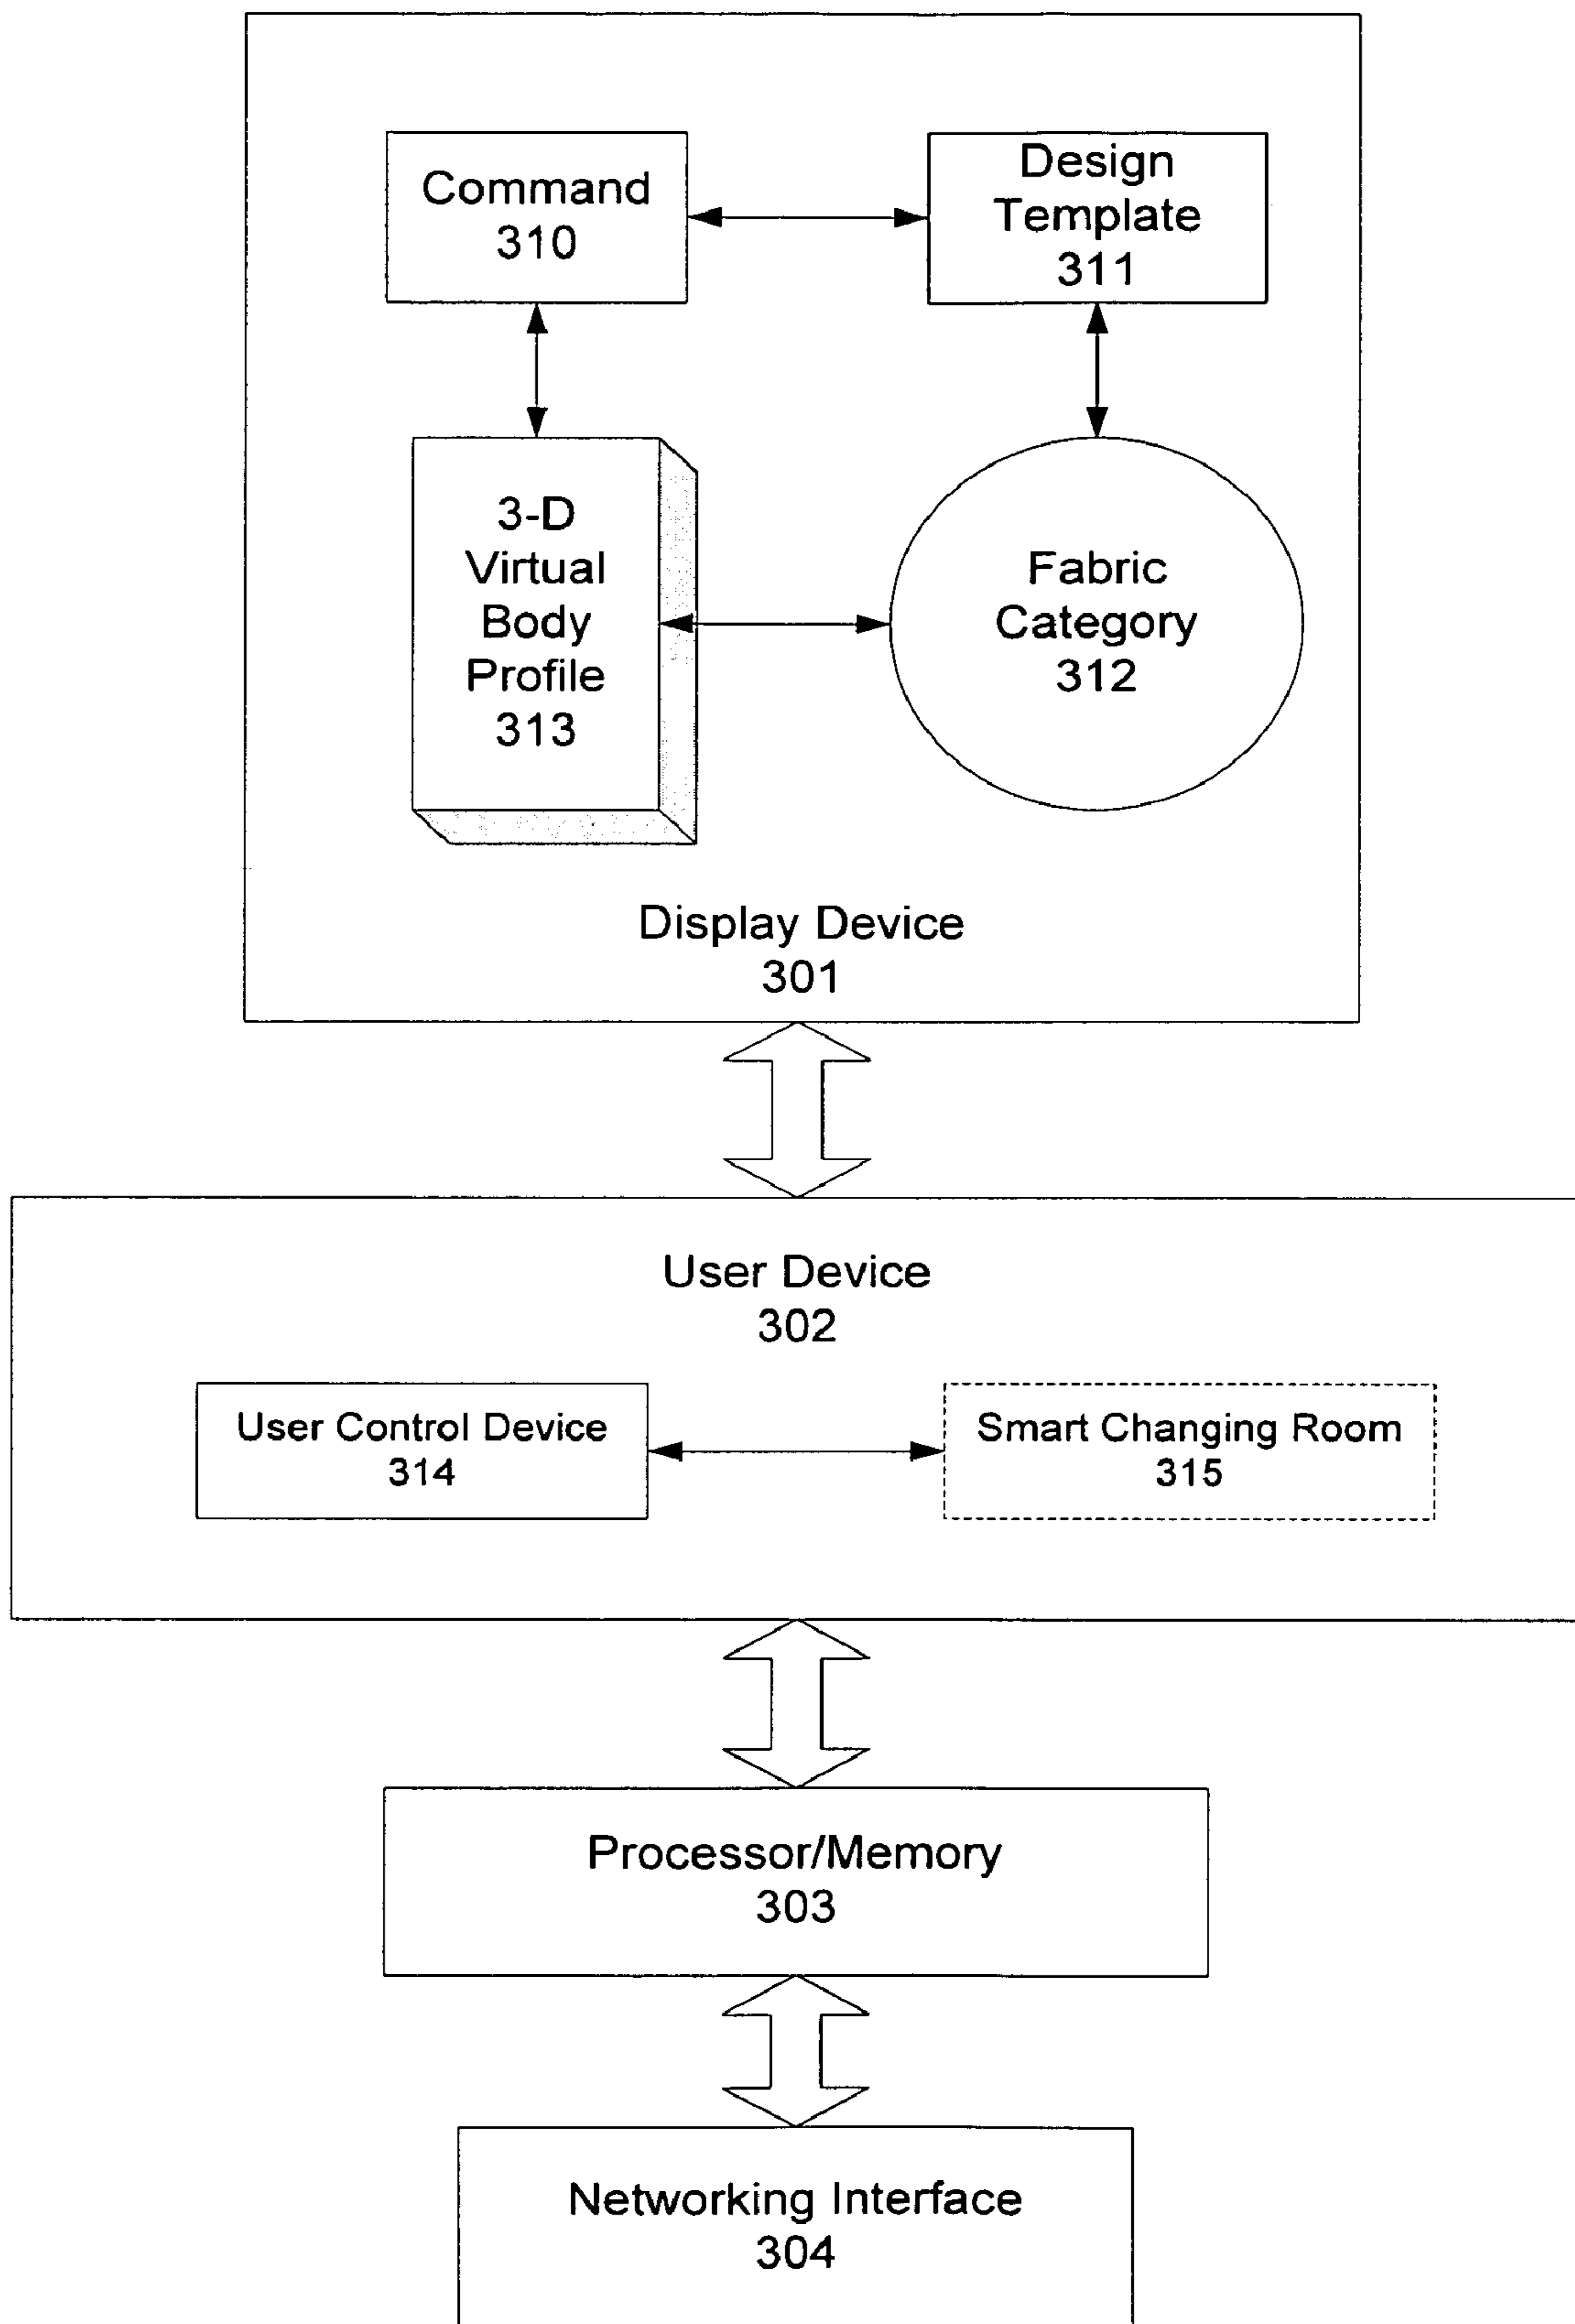 Command
310
Design
Template
311
3-D
Virtual
Body
Profile
313
Fabric
Category
312
Display Device
301
User Device
302
User Control Device
314
Smart Changing Room
315
Processor/Memory
303
Networking Interface
304